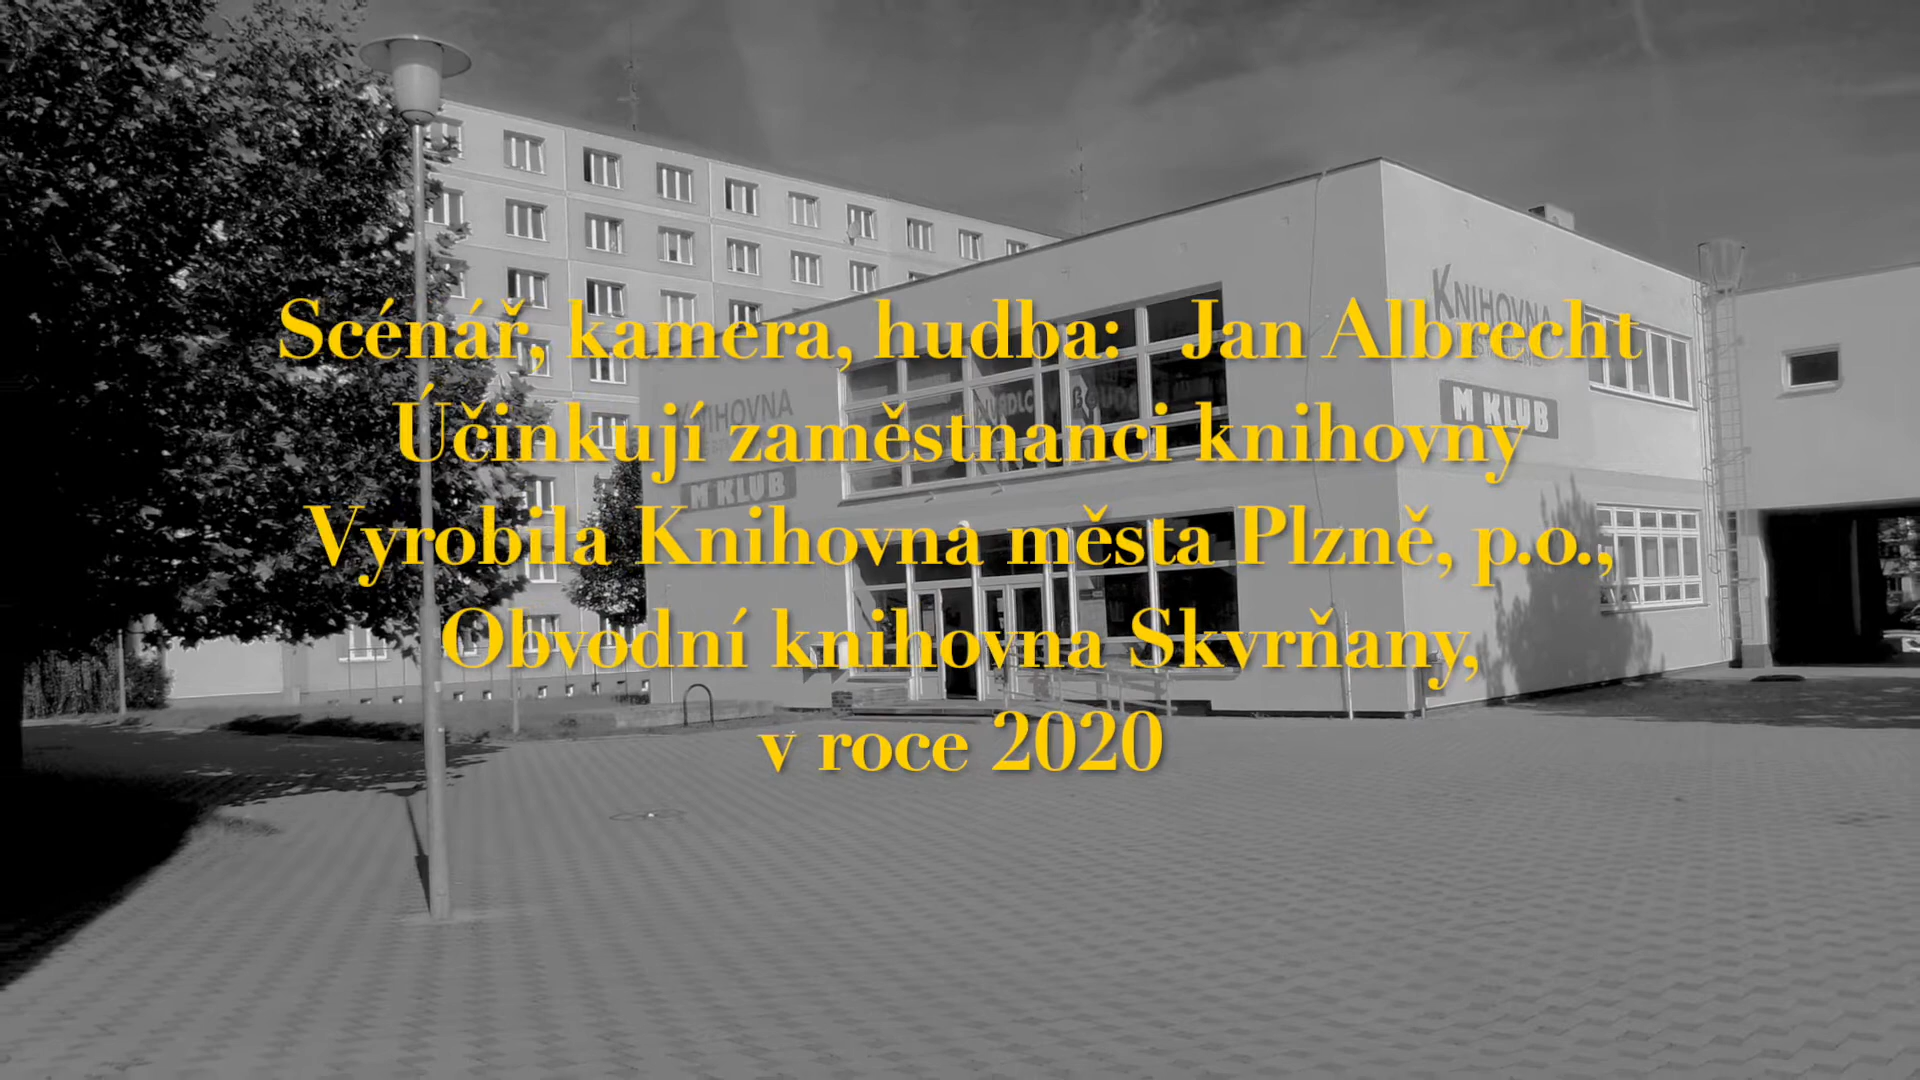 Scénář, kamera, hudba: Jan Albrecht
Účinkují zaměstnanci knihovny
Vyrobila Knihovna města Plzně, p.o.,
Obvodní knihovna Skvrňany,
v roce 2020
KNIHOVNA
M KLUB
KNIHOVNA
M KLUB